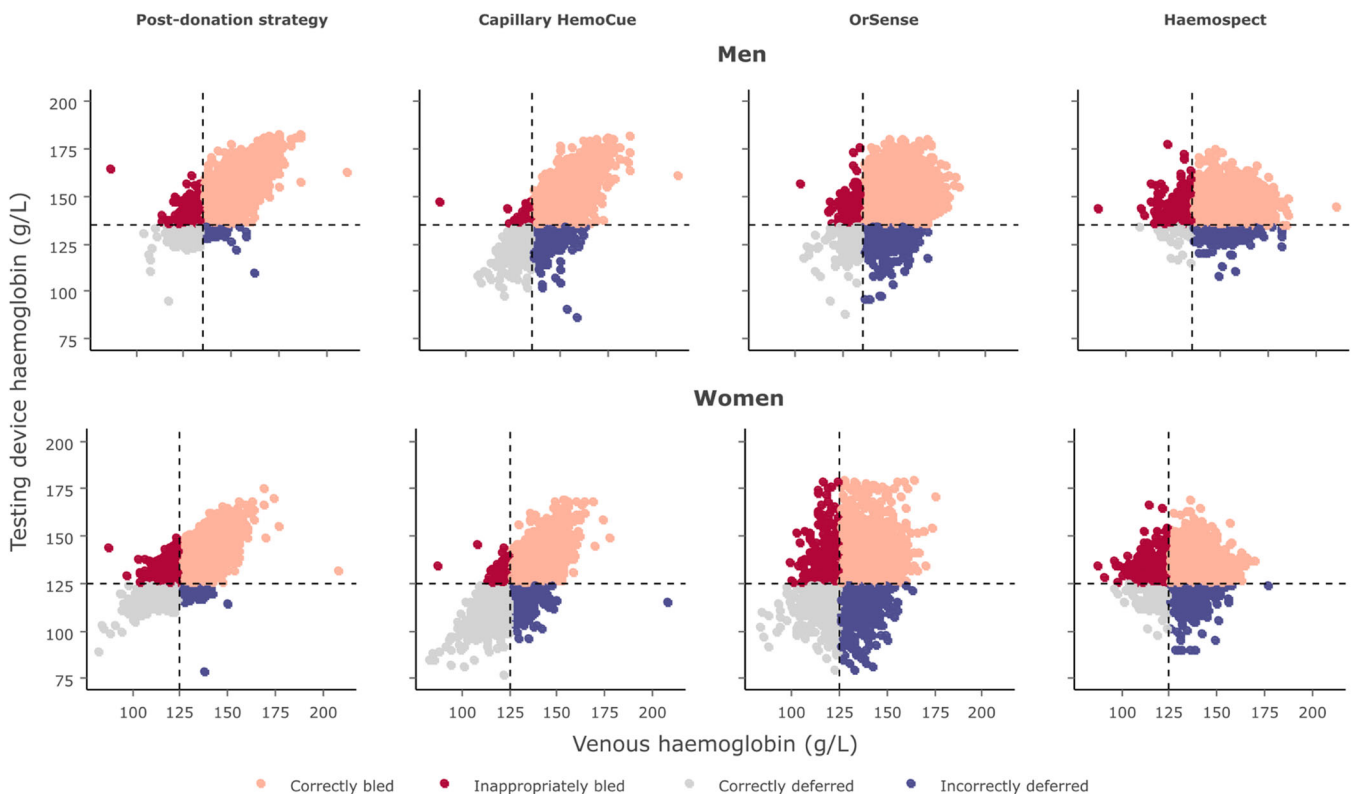 Post-donation strategy Capillary HemoCue OrSense Haemospect
Men
200
175
150
125
100
75
Testing device haemoglobin (g/L)
Women
200
175
150
125
100
75
100 125 150 175 200 100 125 150 175 200 100 125 150 175 200 100 125 150 175 200
Venous haemoglobin (g/L)
Correctly bled Inappropriately bled Correctly deferred Incorrectly deferred